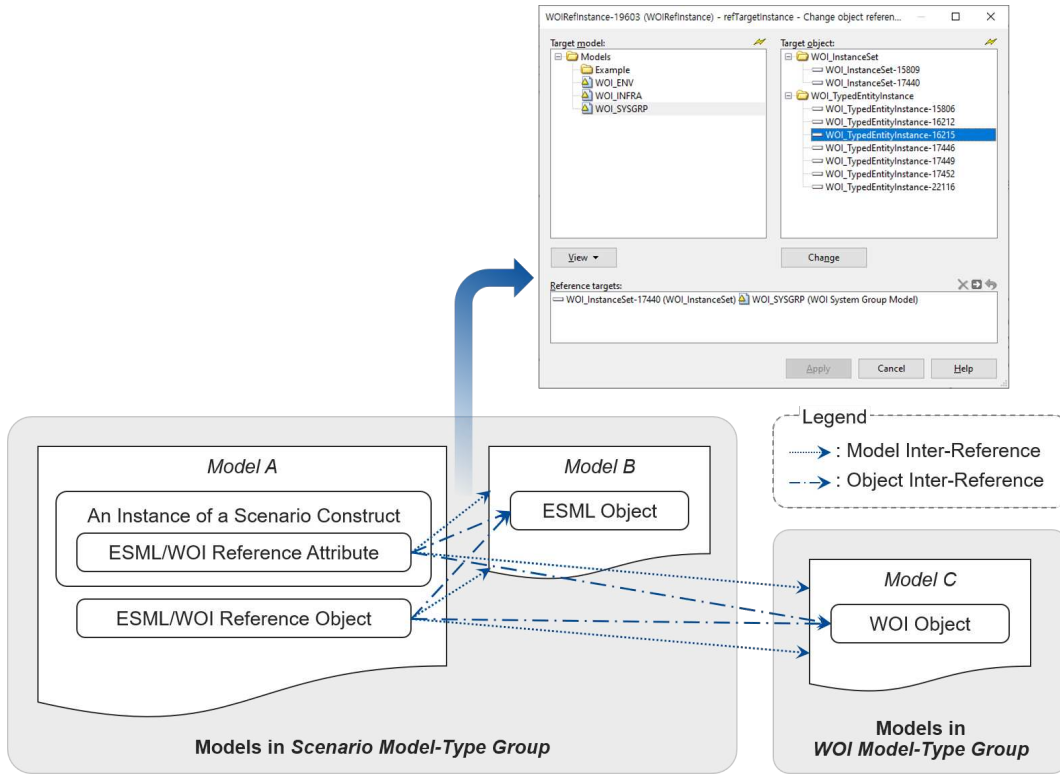 WOIRefInstance-19603 (WOIRefInstance) - refTargetInstance - Change object referen...
Target model:
Models
Example
WOI_ENV
WOI_INFRA
WOI_SYSGRP
Target object:
WOI_InstanceSet
WOI_InstanceSet-15809
WOI_InstanceSet-17440
WOI_TypedEntityInstance
WOI_TypedEntityInstance-15806
WOI_TypedEntityInstance-16212
WOI_TypedEntityInstance-16215
WOI_TypedEntityInstance-17446
WOI_TypedEntityInstance-17449
WOI_TypedEntityInstance-17452
WOI_TypedEntityInstance-22116
View
Change
Reference targets:
WOI_InstanceSet-17440 (WOI_InstanceSet) WOI_SYSGRP (WOI System Group Model)
Apply Cancel Help
Legend
: Model Inter-Reference
: Object Inter-Reference
Model A
An Instance of a Scenario Construct
ESML/WOI Reference Attribute
ESML/WOI Reference Object
Model B
ESML Object
Models in Scenario Model-Type Group
Model C
WOI Object
Models in
WOI Model-Type Group